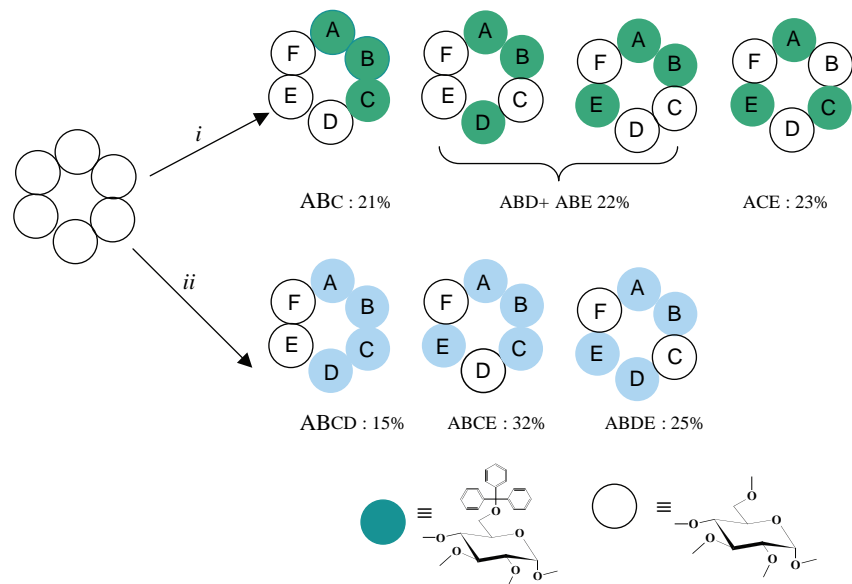 A
F
B
E
C
D
A
F
B
E
C
D
A
F
B
E
C
D
A
F
B
E
C
D
i
ABC : 21%
ABD+ ABE 22%
ACE : 23%
ii
A
F
B
E
C
D
A
F
B
E
C
D
A
F
B
E
C
D
ABCD : 15%
ABCE : 32%
ABDE : 25%
≡
O
O
O
O
O
O
≡
O
O
O
O
O
O